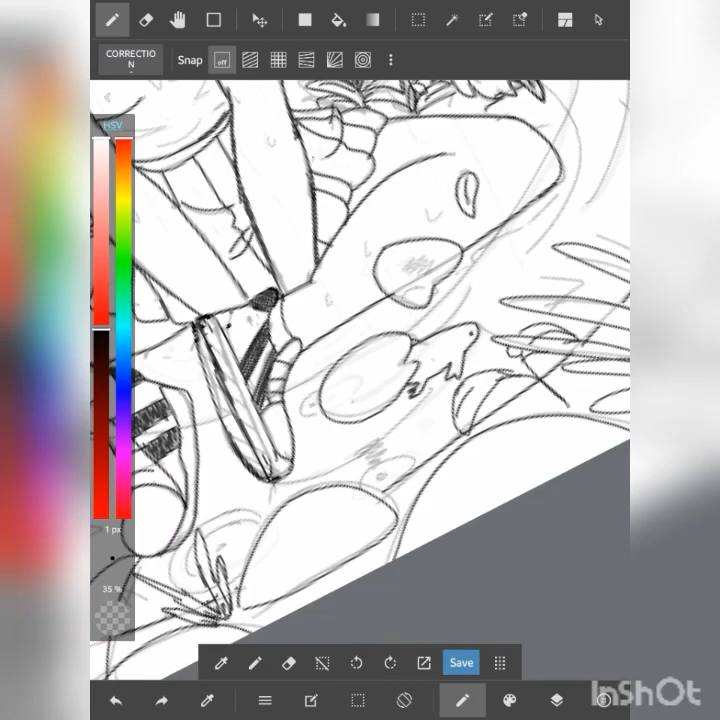 CORRECTIO
N
Snap
off
HSV
1 px
35 %
Save
InShOt